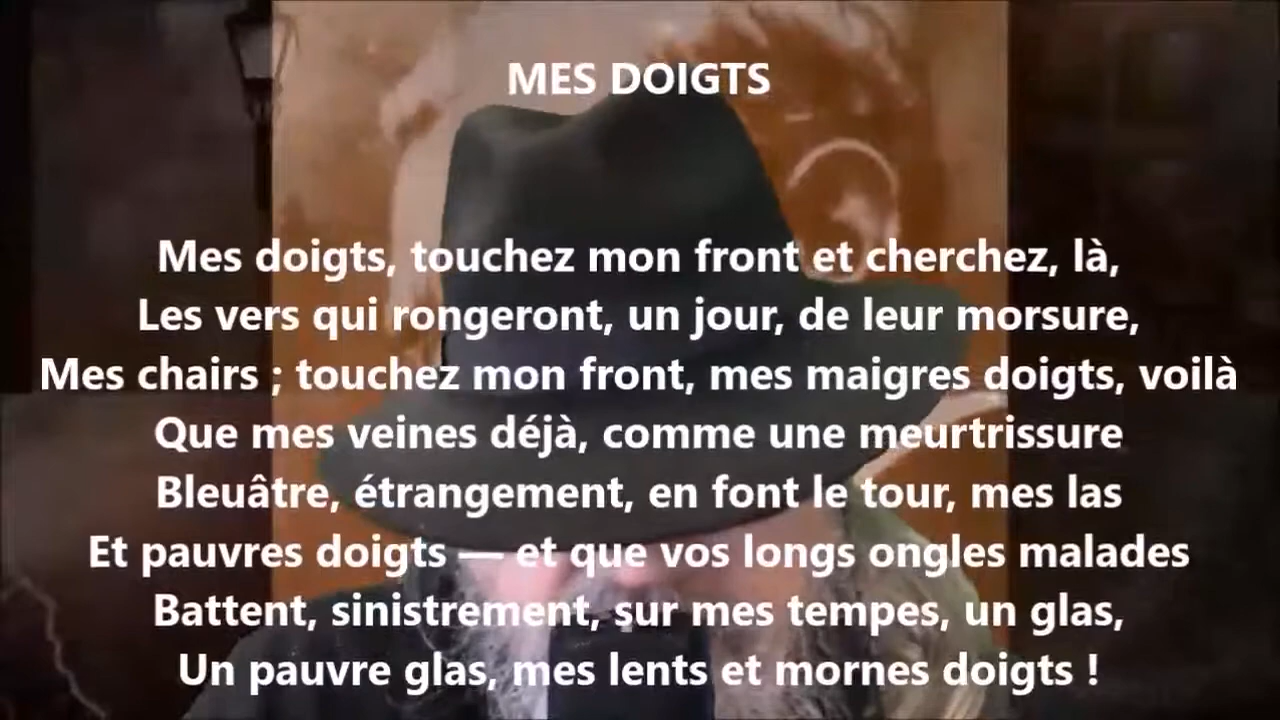 MES DOIGTS
Mes doigts, touchez mon front et cherchez, là,
Les vers qui rongeront, un jour, de leur morsure,
Mes chairs ; touchez mon front, mes maigres doigts, voilà
Que mes veines déjà, comme une meurtrissure
Bleuâtre, étrangement, en font le tour, mes las
Et pauvres doigts — et que vos longs ongles malades
Battent, sinistrement, sur mes tempes, un glas,
Un pauvre glas, mes lents et mornes doigts !